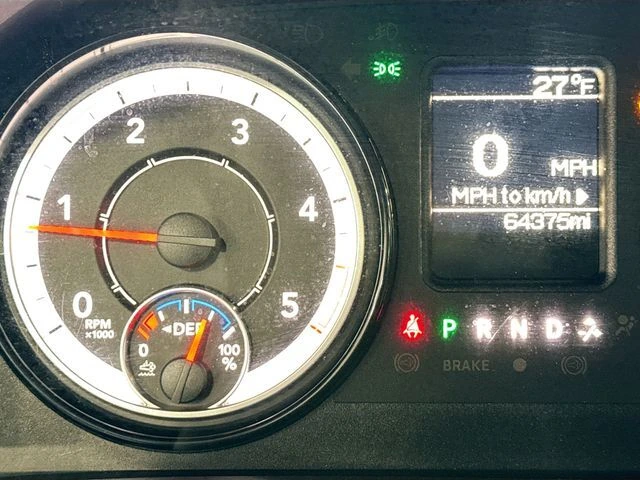 27°F
0
MPH
MPH to km/h
64375mi
0
1
2
3
4
5
RPM
x1000
DEF
0
100
%
P R N D
BRAKE